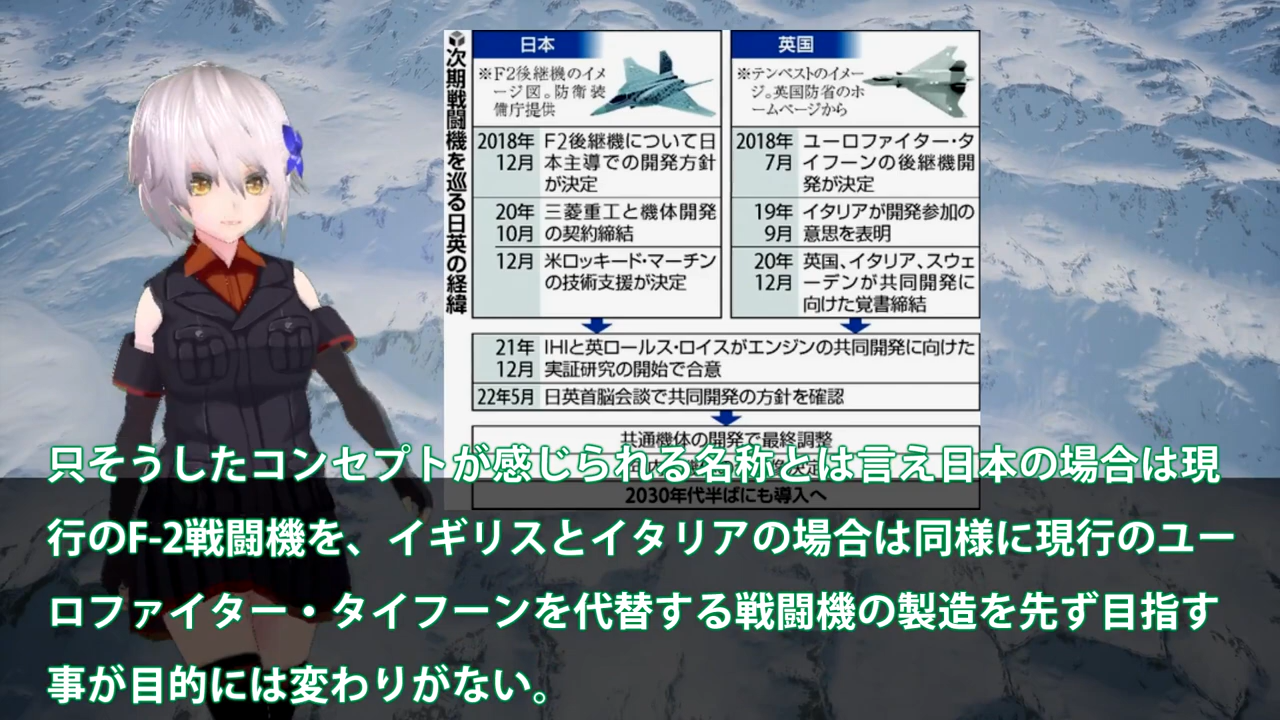 次期戦闘機を巡る日英の経緯
日本
※F2後継機のイメ
ージ図。防衛装
備庁提供
2018年 F2後継機について日
12月 本主導での開発方針
が決定
20年 三菱重工と機体開発
10月 の契約締結
12月 米ロッキード・マーチン
の技術支援が決定
英国
※テンペストのイメー
ジ。英国防省のホ
ームページから
2018年 ユーロファイター・タ
7月 イフーンの後継機開
発が決定
19年 イタリアが開発参加の
9月 意思を表明
20年 英国、イタリア、スウェ
12月 ーデンが共同開発に
向けた覚書締結
21年 IHIと英ロールス・ロイスがエンジンの共同開発に向けた
12月 実証研究の開始で合意
22年5月 日英首脳会談で共同開発の方針を確認
共通機体の開発で最終調整
2030年代半ばにも導入へ
只そうしたコンセプトが感じられる名称とは言え日本の場合は現
行のF-2戦闘機を、イギリスとイタリアの場合は同様に現行のユー
ロファイター・タイフーンを代替する戦闘機の製造を先ず目指す
事が目的には変わりがない。